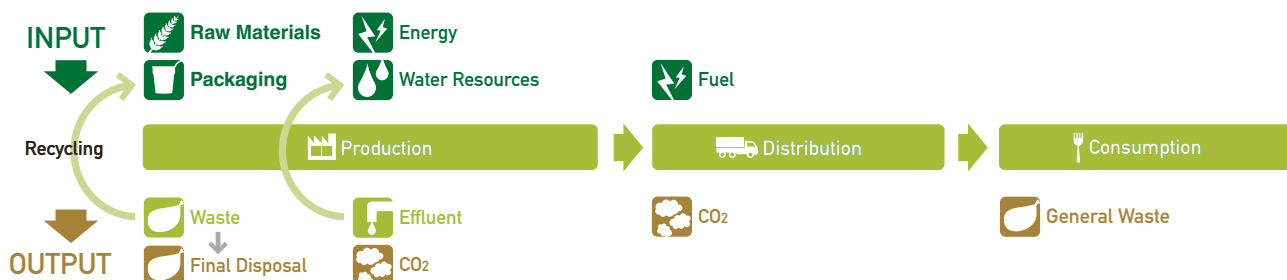 INPUT
Raw Materials
Energy
Packaging
Water Resources
Fuel
Recycling
Production
Distribution
Consumption
Waste
Effluent
CO2
General Waste
OUTPUT
Final Disposal
CO2